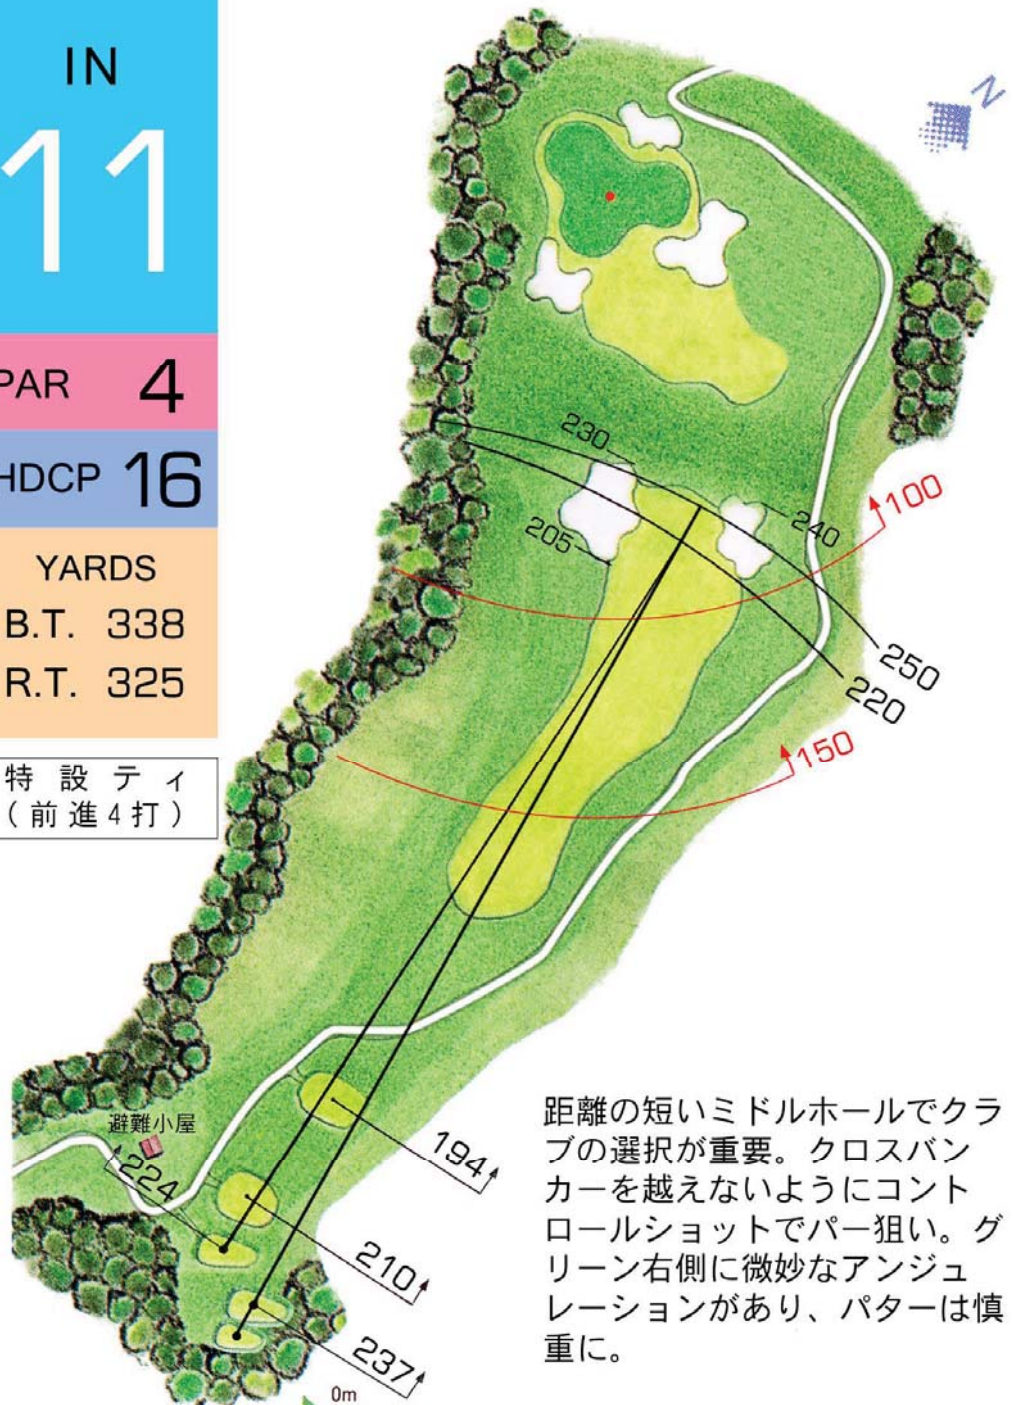 IN
11
PAR 4
HDCP 16
YARDS
B.T. 338
R.T. 325
特設ティ
(前進4打)
N
230
240
205
100
250
220
150
避難小屋
224
194
210
237
0m
距離の短いミドルホールでクラ
ブの選択が重要。クロスバン
カーを越えないようにコント
ロールショットでパー狙い。グ
リーン右側に微妙なアンジュ
レーションがあり、パターは慎
重に。